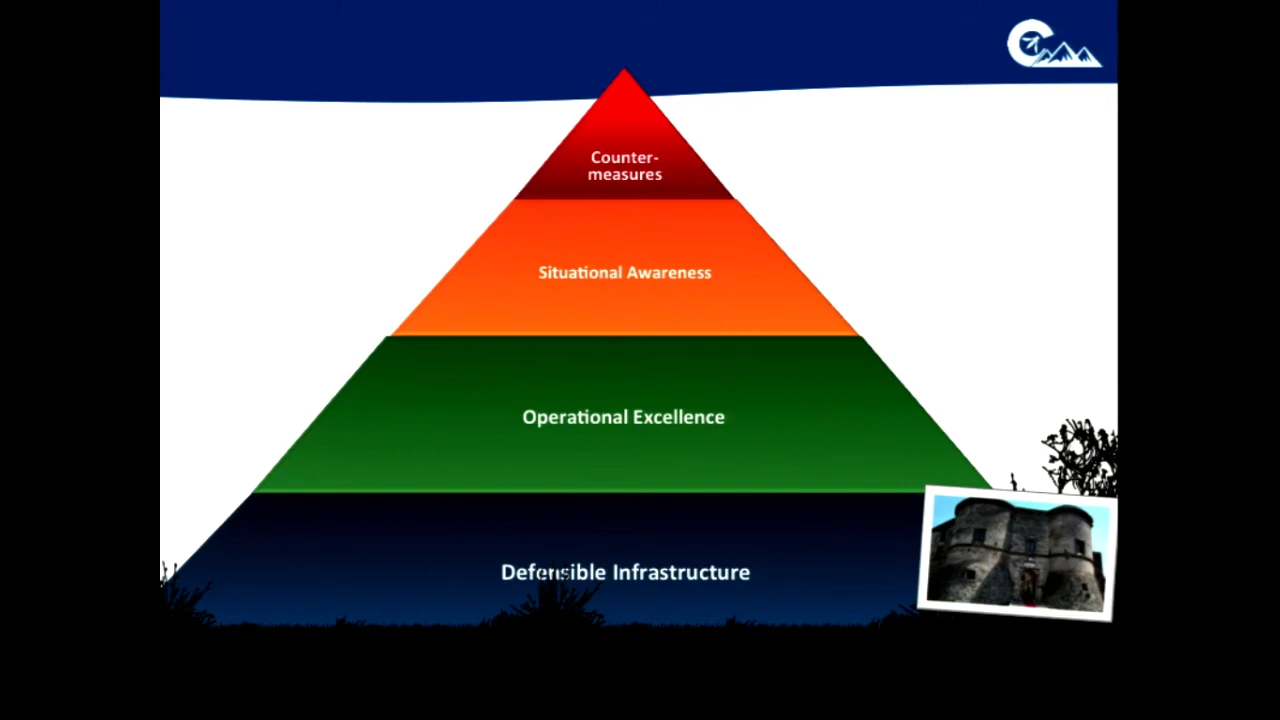 Counter-
measures
Situational Awareness
Operational Excellence
Defensible Infrastructure